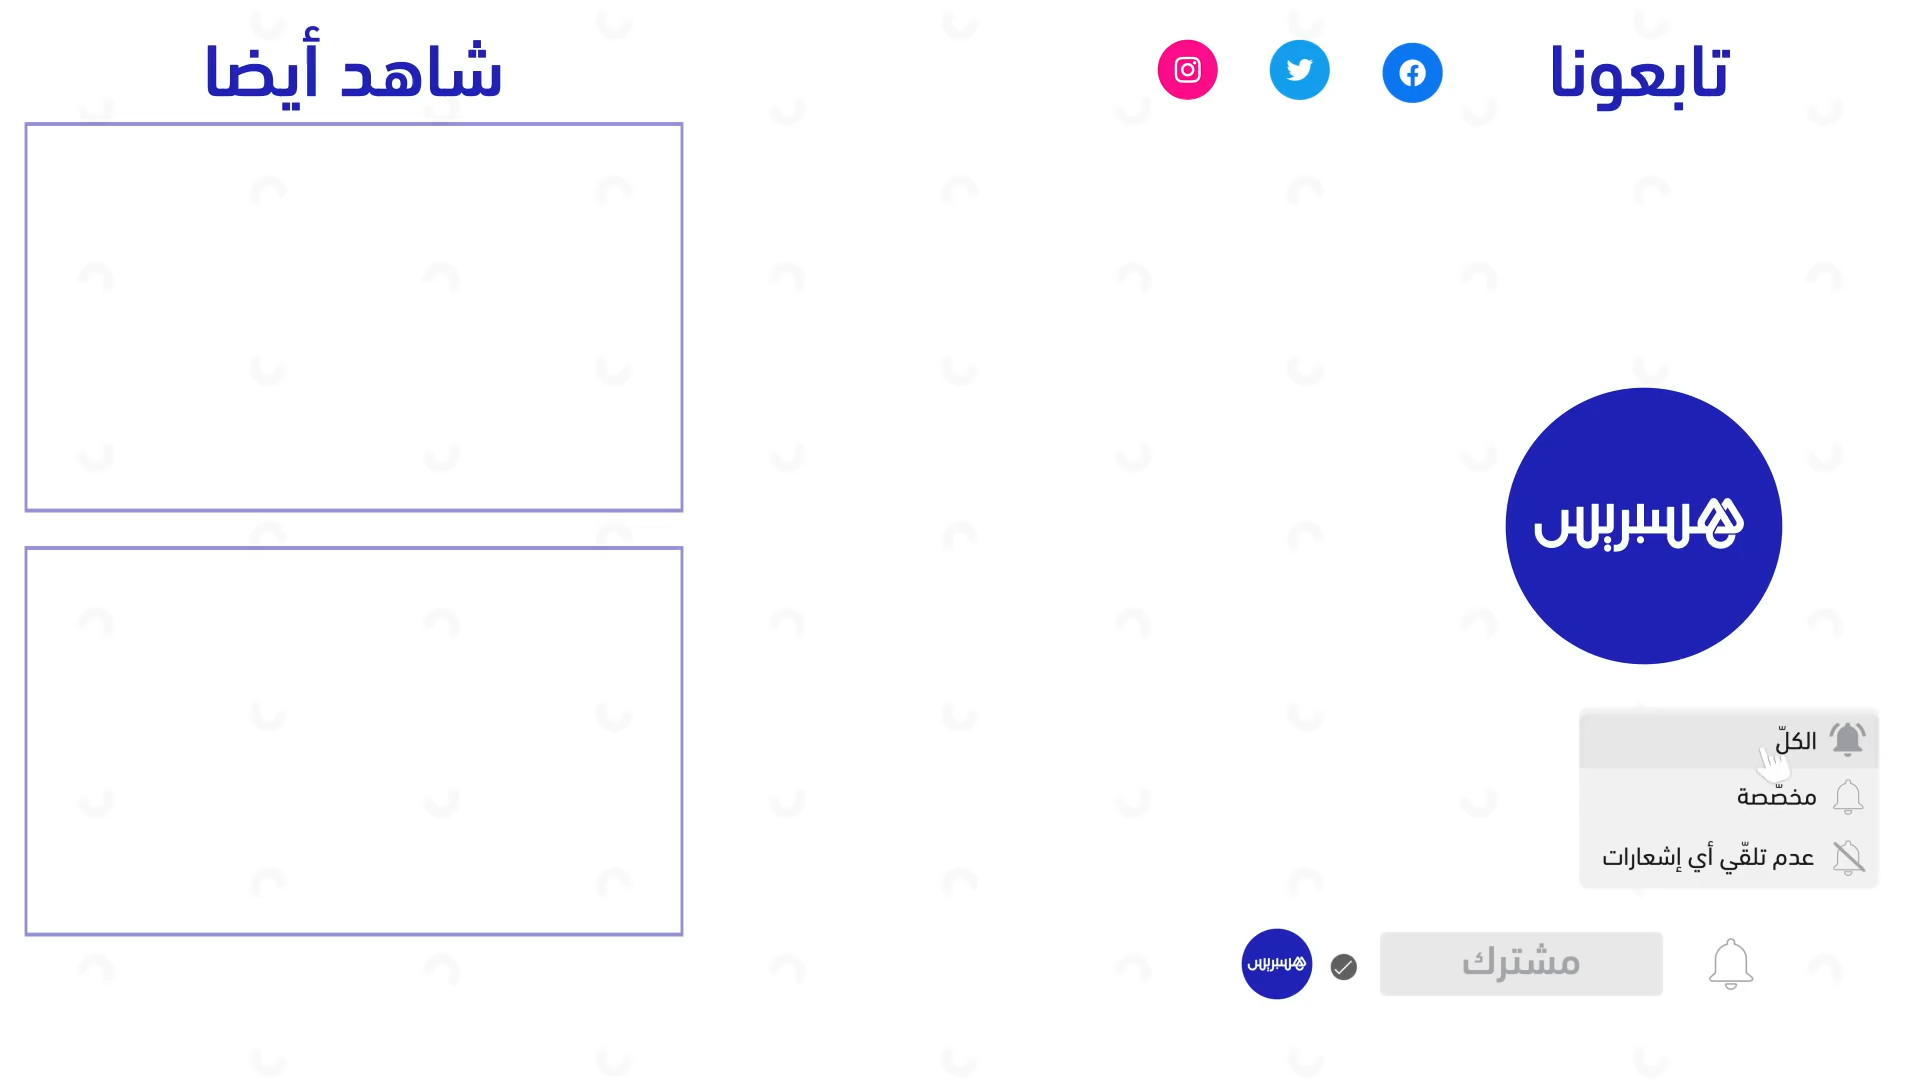 تابعونا
شاهد أيضا
هسبريس
الكلّ
مخصّصة
عدم تلقّي أي إشعارات
هسبريس
مشترك